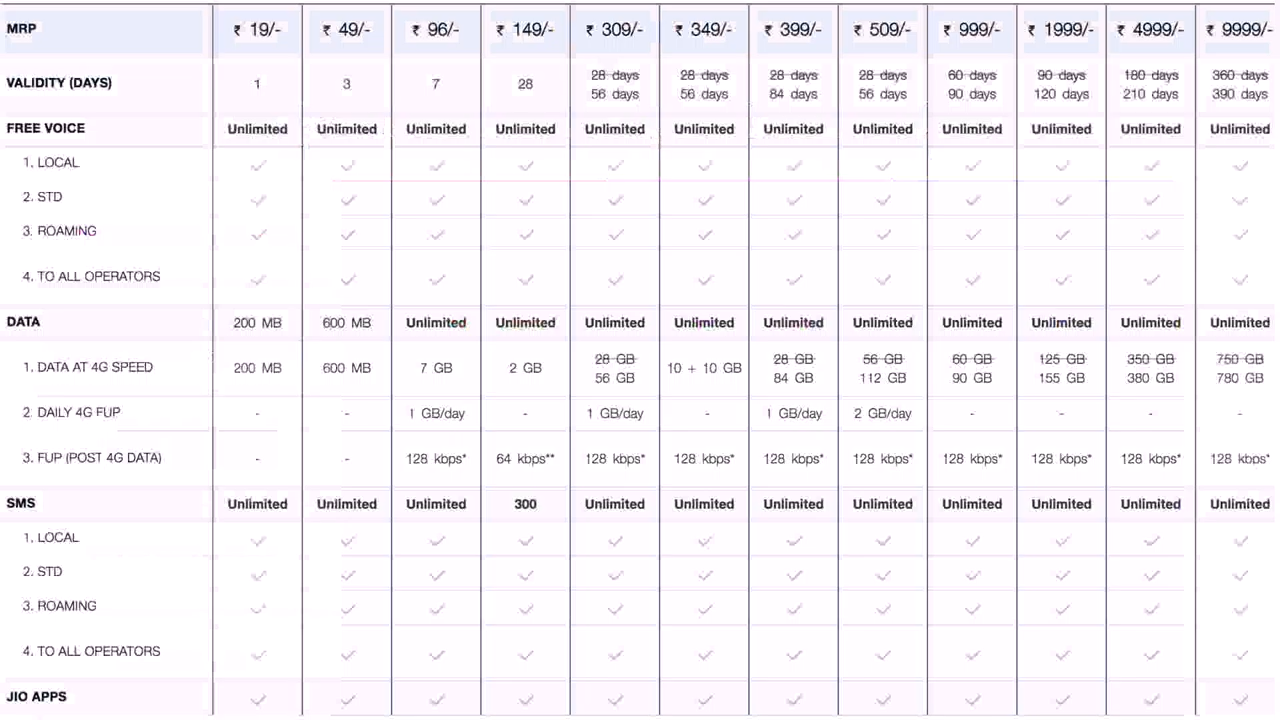 MRP ₹ 19/- ₹ 49/- ₹ 96/- ₹ 149/- ₹ 309/- ₹ 349/- ₹ 399/- ₹ 509/- ₹ 999/- ₹ 1999/- ₹ 4999/- ₹ 9999/-
28 days 28 days 28 days 28 days 60 days 90 days 180 days 360 days
VALIDITY (DAYS) 1 3 7 28
56 days 56 days 84 days 56 days 90 days 120 days 210 days 390 days
FREE VOICE Unlimited Unlimited Unlimited Unlimited Unlimited Unlimited Unlimited Unlimited Unlimited Unlimited Unlimited Unlimited
1. LOCAL
2. STD
3. ROAMING
4. TO ALL OPERATORS
DATA 200 MB 600 MB Unlimited Unlimited Unlimited Unlimited Unlimited Unlimited Unlimited Unlimited Unlimited Unlimited
28 GB 28 GB 56 GB 60 GB 125 GB 350 GB 750 GB
1. DATA AT 4G SPEED 200 MB 600 MB 7 GB 2 GB 10 + 10 GB
56 GB 84 GB 112 GB 90 GB 155 GB 380 GB 780 GB
2 DAILY 4G FUP - - 1 GB/day - 1 GB/day - 1 GB/day 2 GB/day - - - -
3. FUP (POST 4G DATA) - - 128 kbps* 64 kbps** 128 kbps* 128 kbps* 128 kbps* 128 kbps* 128 kbps* 128 kbps* 128 kbps* 128 kbps*
SMS Unlimited Unlimited Unlimited 300 Unlimited Unlimited Unlimited Unlimited Unlimited Unlimited Unlimited Unlimited
1. LOCAL
2. STD
3. ROAMING
4. TO ALL OPERATORS
JIO APPS